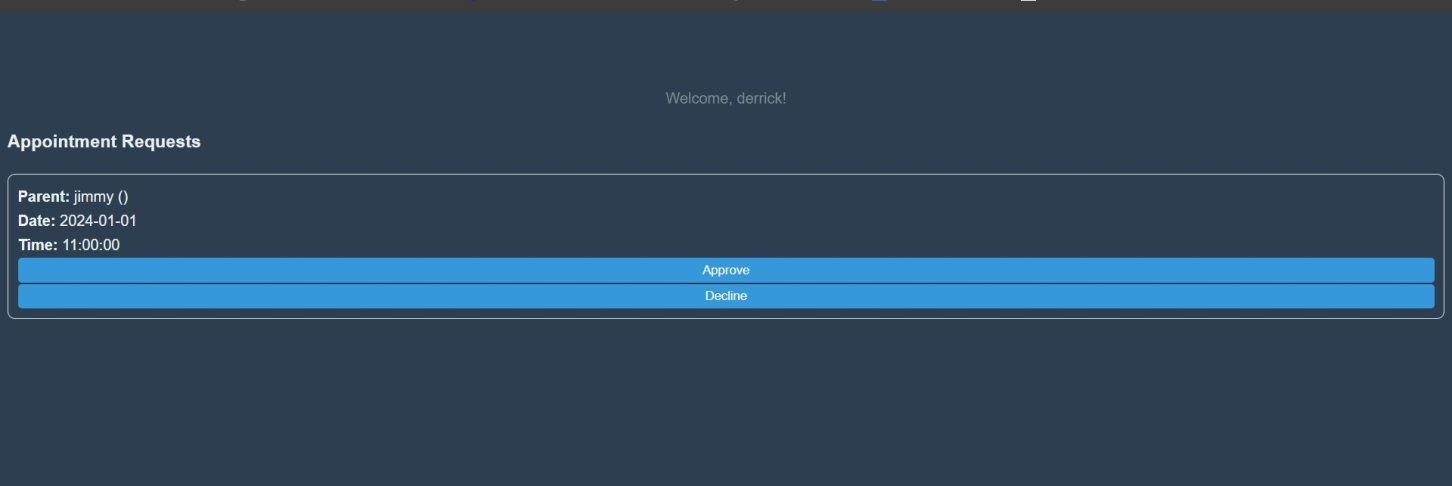 Welcome, derrick!
Appointment Requests
Parent: jimmy ()
Date: 2024-01-01
Time: 11:00:00
Approve
Decline